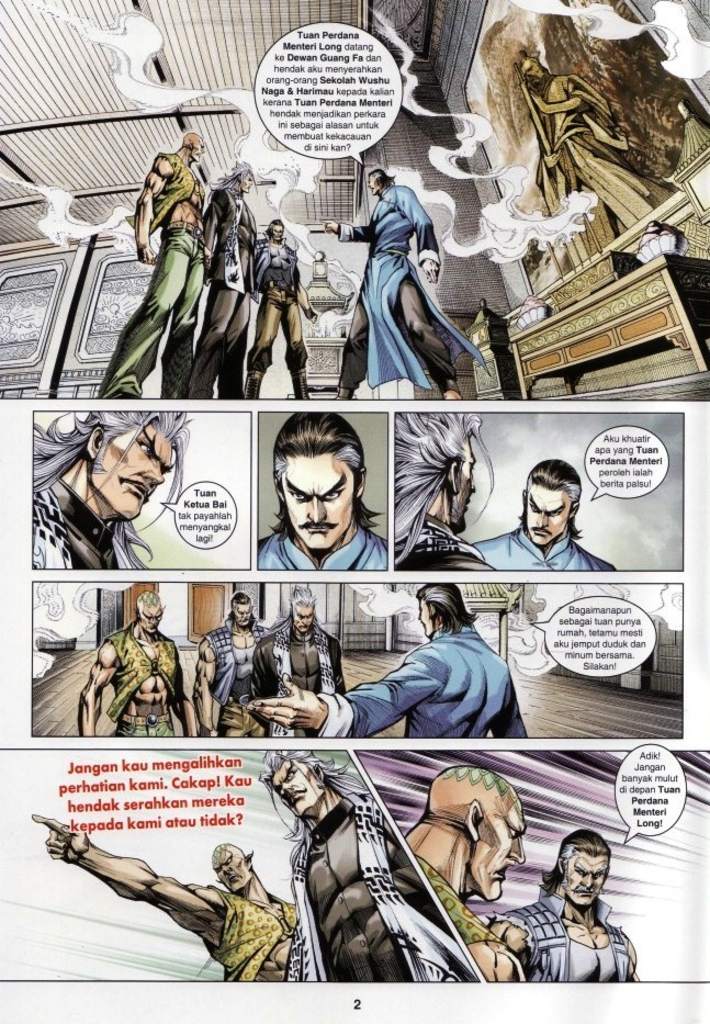 Tuan Perdana
Menteri Long datang
ke Dewan Guang Fa dan
hendak aku menyerahkan
orang-orang Sekolah Wushu
Naga & Harimau kepada kalian
kerana Tuan Perdana Menteri
hendak menjadikan perkara
ini sebagai alasan untuk
membuat kekacauan
di sini kan?
Tuan
Ketua Bai
tak payahlah
menyangkal
lagi!
Aku khuatir
apa yang Tuan
Perdana Menteri
peroleh ialah
berita palsu!
Bagaimanapun
sebagai tuan punya
rumah, tetamu mesti
aku jemput duduk dan
minum bersama.
Silakan!
Jangan kau mengalihkan
perhatian kami. Cakap! Kau
hendak serahkan mereka
kepada kami atau tidak?
Adik!
Jangan
banyak mulut
di depan Tuan
Perdana
Menteri
Long!
2